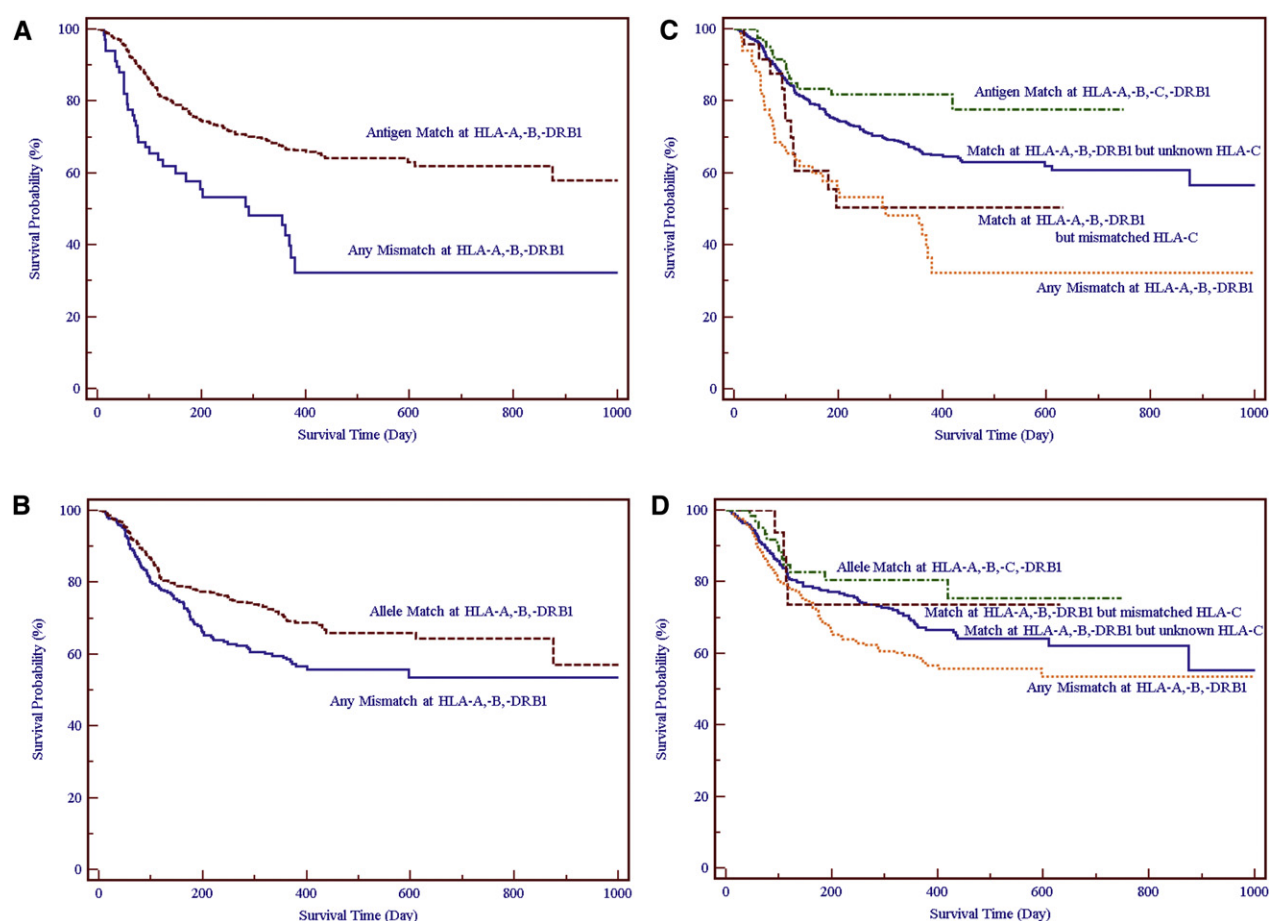 A
100
80
60
40
20
0
Survival Probability (%)
Antigen Match at HLA-A,-B,-DRB1
Any Mismatch at HLA-A,-B,-DRB1
0 200 400 600 800 1000
Survival Time (Day)
C
100
80
60
40
20
0
Survival Probability (%)
Antigen Match at HLA-A,-B,-C,-DRB1
Match at HLA-A,-B,-DRB1 but unknown HLA-C
Match at HLA-A,-B,-DRB1
but mismatched HLA-C
Any Mismatch at HLA-A,-B,-DRB1
0 200 400 600 800 1000
Survival Time (Day)
B
100
80
60
40
20
0
Survival Probability (%)
Allele Match at HLA-A,-B,-DRB1
Any Mismatch at HLA-A,-B,-DRB1
0 200 400 600 800 1000
Survival Time (Day)
D
100
80
60
40
20
0
Survival Probability (%)
Allele Match at HLA-A,-B,-C,-DRB1
Match at HLA-A,-B,-DRB1 but mismatched HLA-C
Match at HLA-A,-B,-DRB1 but unknown HLA-C
Any Mismatch at HLA-A,-B,-DRB1
0 200 400 600 800 1000
Survival Time (Day)